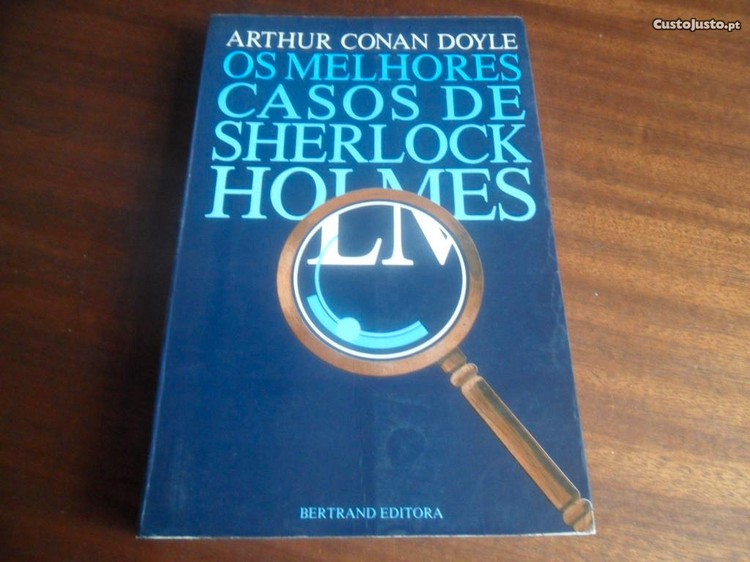 CustoJusto.pt
ARTHUR CONAN DOYLE
OS MELHORES
CASOS DE
SHERLOCK
HOLMES
LM
BERTRAND EDITORA